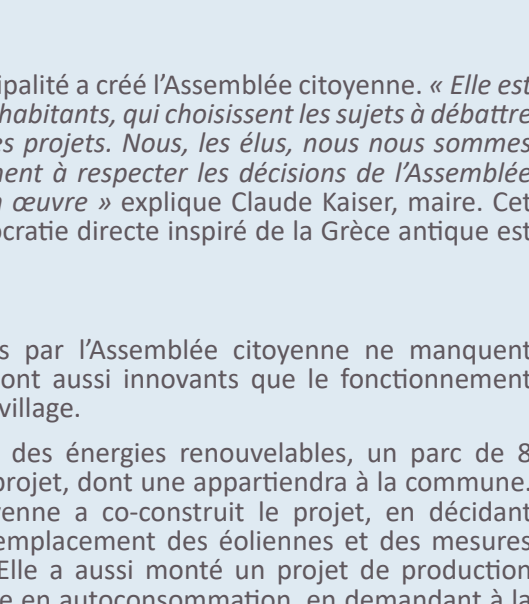 ipalité a créé l’Assemblée citoyenne. « Elle est
habitants, qui choisissent les sujets à débattre
es projets. Nous, les élus, nous nous sommes
ent à respecter les décisions de l’Assemblée
œuvre » explique Claude Kaiser, maire. Cet
ocratie directe inspiré de la Grèce antique est
s par l’Assemblée citoyenne ne manquent
ont aussi innovants que le fonctionnement
village.
des énergies renouvelables, un parc de 8
projet, dont une appartiendra à la commune.
enne a co-construit le projet, en décidant
emplacement des éoliennes et des mesures
Elle a aussi monté un projet de production
e en autoconsommation, en demandant à la